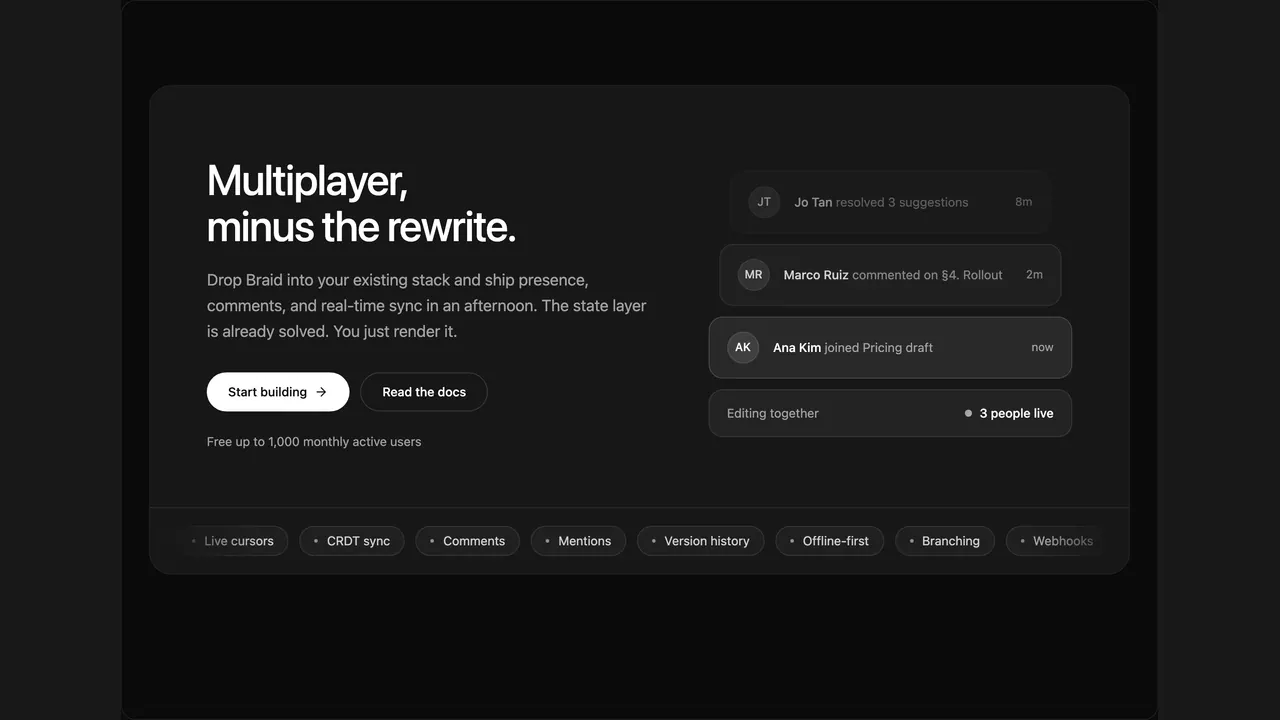 Multiplayer,
minus the rewrite.
Drop Braid into your existing stack and ship presence,
comments, and real-time sync in an afternoon. The state layer
is already solved. You just render it.
Start building →
Read the docs
Free up to 1,000 monthly active users
JT Jo Tan resolved 3 suggestions 8m
MR Marco Ruiz commented on §4. Rollout 2m
AK Ana Kim joined Pricing draft now
Editing together 3 people live
Live cursors
CRDT sync
Comments
Mentions
Version history
Offline-first
Branching
Webhooks